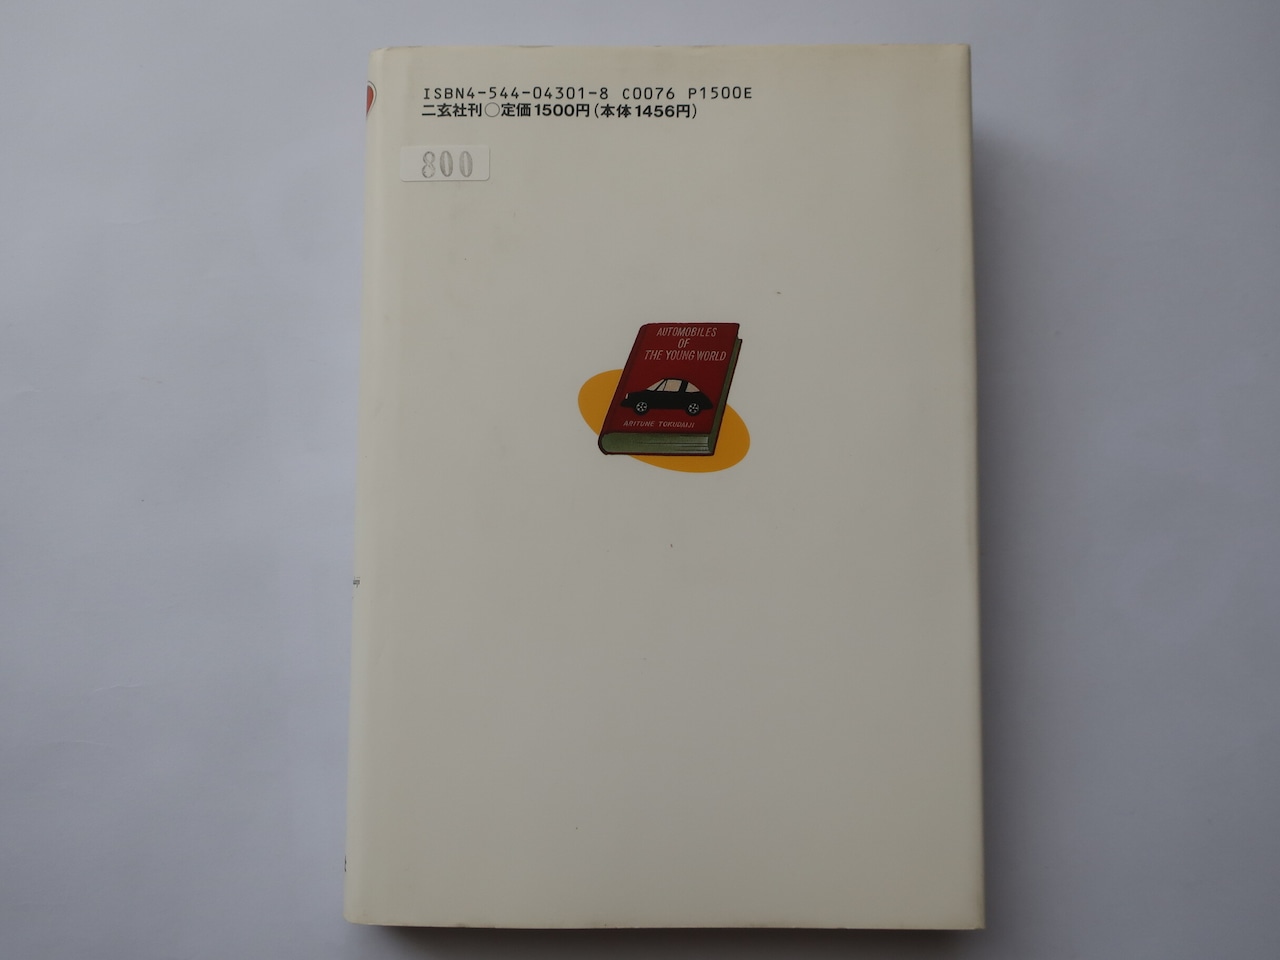 ISBN4-544-04301-8 C0076 P1500E
二玄社刊○定価1500円(本体1456円)
800
AUTOMOBILES
OF
THE YOUNG WORLD
ARITUNE TOKUDAIJI